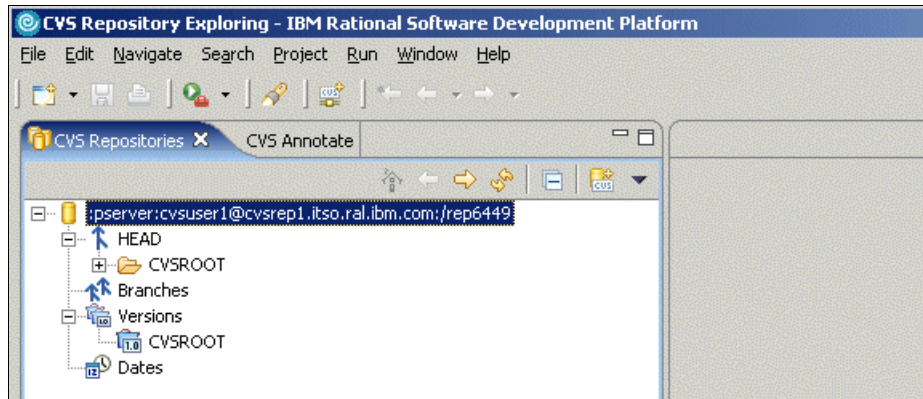 CVS Repository Exploring - IBM Rational Software Development Platform
File Edit Navigate Search Project Run Window Help
CVS Repositories CVS Annotate
:pserver:cvsuser1@cvsrep1.itso.ral.ibm.com:/rep6449
HEAD
CVSROOT
Branches
Versions
CVSROOT
Dates